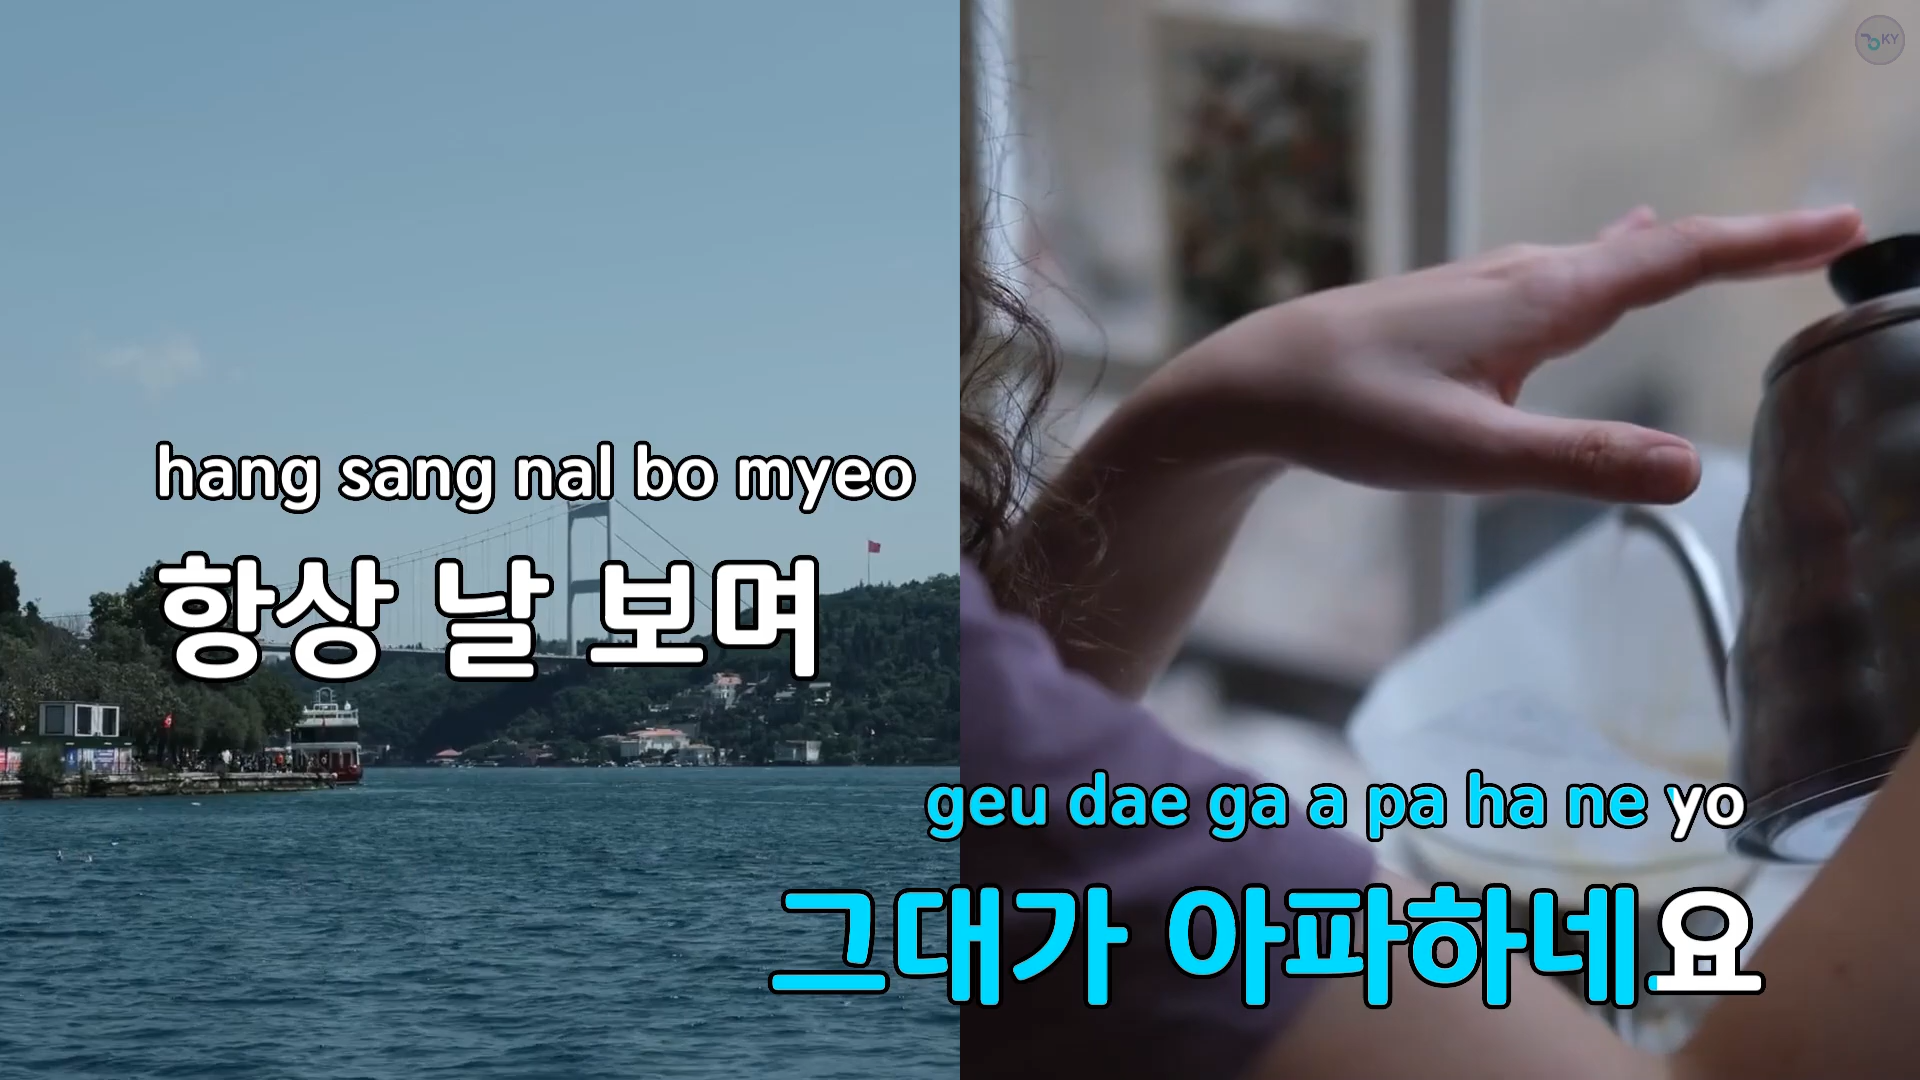 KY
hang sang nal bo myeo
항상 날 보며
geu dae ga a pa ha ne yo
그대가 아파하네요